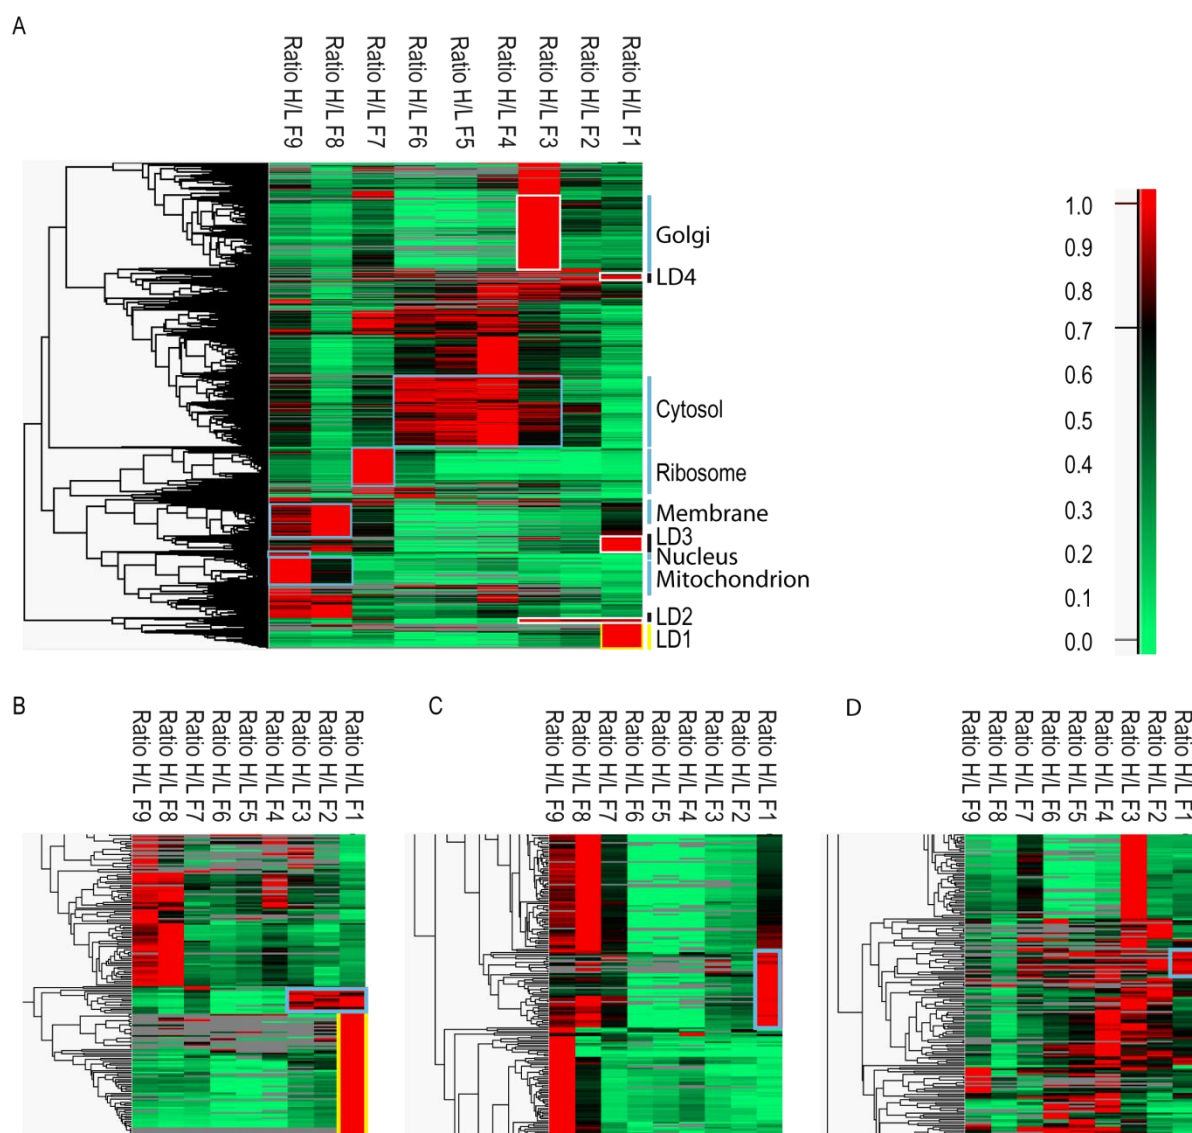 A
Ratio H/L F9
Ratio H/L F8
Ratio H/L F7
Ratio H/L F6
Ratio H/L F5
Ratio H/L F4
Ratio H/L F3
Ratio H/L F2
Ratio H/L F1
Golgi
LD4
Cytosol
Ribosome
Membrane
LD3
Nucleus
Mitochondrion
LD2
LD1
1.0
0.9
0.8
0.7
0.6
0.5
0.4
0.3
0.2
0.1
0.0
B
Ratio H/L F9
Ratio H/L F8
Ratio H/L F7
Ratio H/L F6
Ratio H/L F5
Ratio H/L F4
Ratio H/L F3
Ratio H/L F2
Ratio H/L F1
C
Ratio H/L F9
Ratio H/L F8
Ratio H/L F7
Ratio H/L F6
Ratio H/L F5
Ratio H/L F4
Ratio H/L F3
Ratio H/L F2
Ratio H/L F1
D
Ratio H/L F9
Ratio H/L F8
Ratio H/L F7
Ratio H/L F6
Ratio H/L F5
Ratio H/L F4
Ratio H/L F3
Ratio H/L F2
Ratio H/L F1